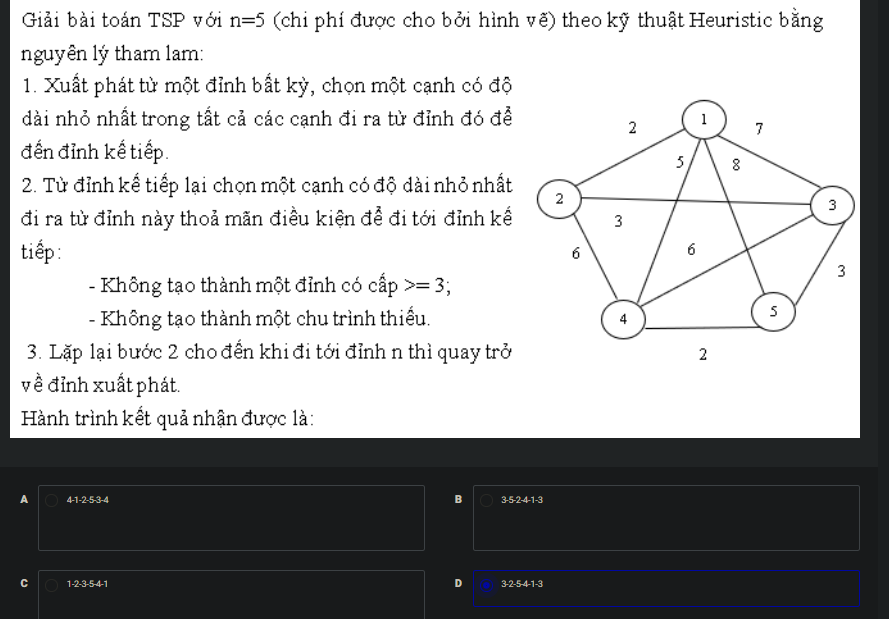 Giải bài toán TSP với n=5 (chi phí được cho bởi hình vẽ) theo kỹ thuật Heuristic bằng
nguyên lý tham lam:
1. Xuất phát từ một đỉnh bất kỳ, chọn một cạnh có độ
dài nhỏ nhất trong tất cả các cạnh đi ra từ đỉnh đó để
đến đỉnh kế tiếp.
2. Từ đỉnh kế tiếp lại chọn một cạnh có độ dài nhỏ nhất
đi ra từ đỉnh này thoả mãn điều kiện để đi tới đỉnh kế
tiếp:
- Không tạo thành một đỉnh có cấp >= 3;
- Không tạo thành một chu trình thiếu.
3. Lặp lại bước 2 cho đến khi đi tới đỉnh n thì quay trở
về đỉnh xuất phát.
Hành trình kết quả nhận được là:
1
2
7
5
8
2
3
3
6
6
3
4
5
2
A 4-1-2-5-3-4
B 3-5-2-4-1-3
C 1-2-3-5-4-1
D 3-2-5-4-1-3